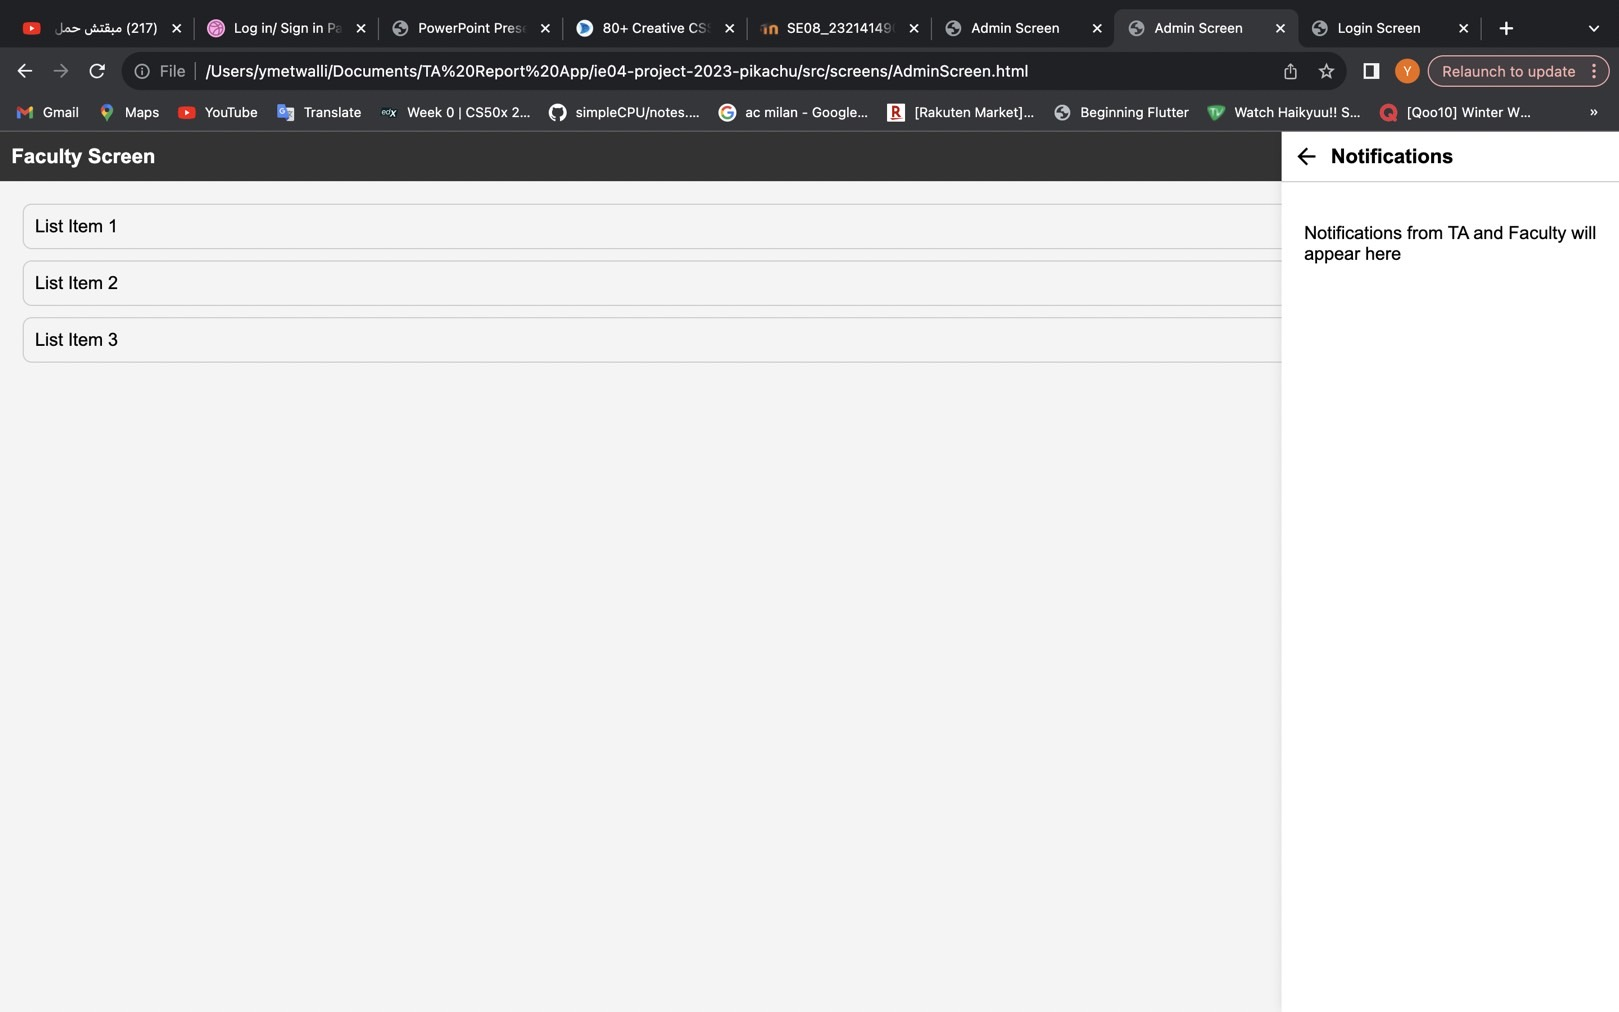 (217) مبقتش حمل
Log in/ Sign in Pa
PowerPoint Prese
80+ Creative CSS
SE08_23214149
Admin Screen
Admin Screen
Login Screen
File
/Users/ymetwalli/Documents/TA%20Report%20App/ie04-project-2023-pikachu/src/screens/AdminScreen.html
Y
Relaunch to update
Gmail
Maps
YouTube
Translate
edx
Week 0 | CS50x 2...
simpleCPU/notes....
ac milan - Google...
R
[Rakuten Market]...
Beginning Flutter
Watch Haikyuu!! S...
[Qoo10] Winter W...
»
Faculty Screen
List Item 1
List Item 2
List Item 3
Notifications
Notifications from TA and Faculty will
appear here